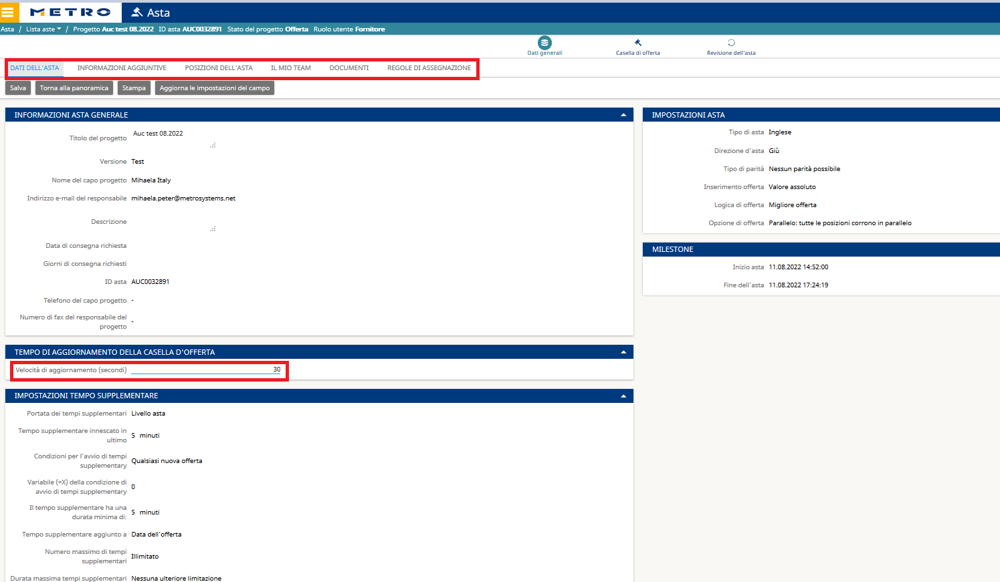 METRO Asta
Asta / Lista aste / Progetto Auc test 08.2022 ID asta AUC0032891 Stato del progetto Offerta Ruolo utente Fornitore
Dati generali Casella di offerta Revisione dell'asta
DATI DELL'ASTA INFORMAZIONI AGGIUNTIVE POSIZIONI DELL'ASTA IL MIO TEAM DOCUMENTI REGOLE DI ASSEGNAZIONE
Salva Torna alla panoramica Stampa Aggiorna le impostazioni del campo
INFORMAZIONI ASTA GENERALE
Titolo del progetto Auc test 08.2022
Versione Test
Nome del capo progetto Mihaela Italy
Indirizzo e-mail del responsabile mihaela.peter@metrosystems.net
Descrizione
Data di consegna richiesta
Giorni di consegna richiesti
ID asta AUC0032891
Telefono del capo progetto -
Numero di fax del responsabile del
progetto -
TEMPO DI AGGIORNAMENTO DELLA CASELLA D'OFFERTA
Velocità di aggiornamento (secondi) 30
IMPOSTAZIONI TEMPO SUPPLEMENTARE
Portata dei tempi supplementari Livello asta
Tempo supplementare innescato in
ultimo 5 minuti
Condizioni per l'avvio di tempi
supplementary Qualsiasi nuova offerta
Variabile (=X) della condizione di
avvio di tempi supplementary 0
Il tempo supplementare ha una
durata minima di: 5 minuti
Tempo supplementare aggiunto a Data dell'offerta
Numero massimo di tempi
supplementari Illimitato
Durata massima tempi supplementari Nessuna ulteriore limitazione
IMPOSTAZIONI ASTA
Tipo di asta Inglese
Direzione d'asta Giù
Tipo di parità Nessun parità possibile
Inserimento offerta Valore assoluto
Logica di offerta Migliore offerta
Opzione di offerta Parallelo: tutte le posizioni corrono in parallelo
MILESTONE
Inizio asta 11.08.2022 14:52:00
Fine dell'asta 11.08.2022 17:24:19